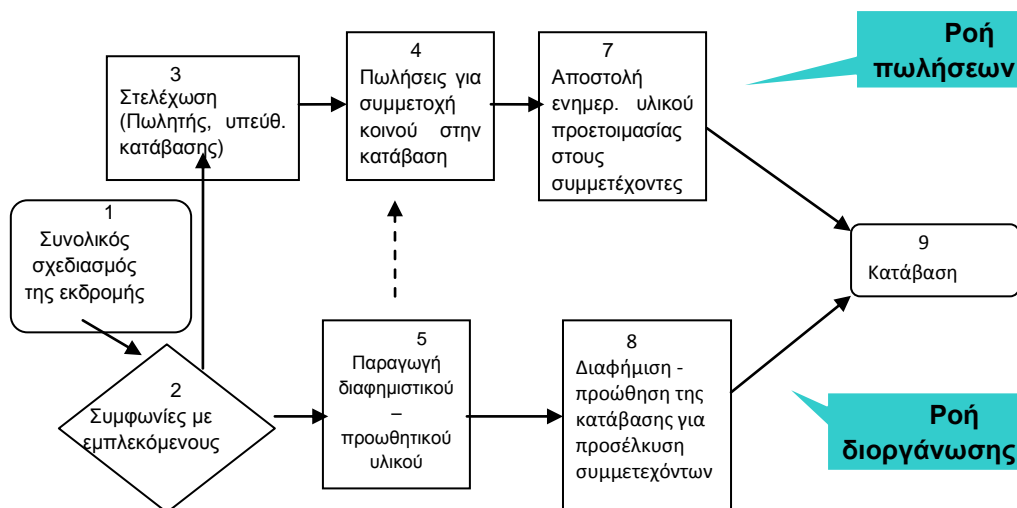 1
Συνολικός
σχεδιασμός
της εκδρομής
2
Συμφωνίες με
εμπλεκόμενους
3
Στελέχωση
(Πωλητής, υπεύθ.
κατάβασης)
4
Πωλήσεις για
συμμετοχή
κοινού στην
κατάβαση
7
Αποστολή
ενημερ. υλικού
προετοιμασίας
στους
συμμετέχοντες
Ροή
πωλήσεων
5
Παραγωγή
διαφημιστικού
–
προωθητικού
υλικού
8
Διαφήμιση -
προώθηση της
κατάβασης για
προσέλκυση
συμμετεχόντων
9
Κατάβαση
Ροή
διοργάνωσης